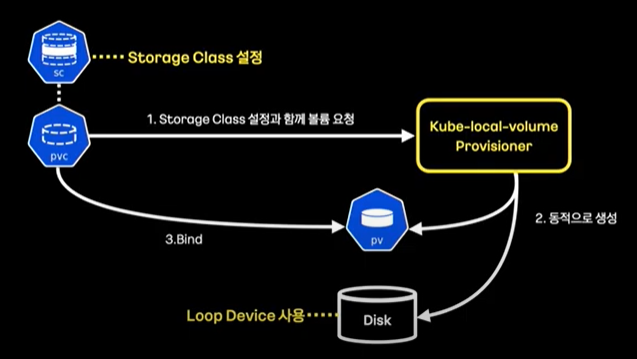 sc
Storage Class 설정
pvc
1. Storage Class 설정과 함께 볼륨 요청
Kube-local-volume
Provisioner
2. 동적으로 생성
3.Bind
pv
Loop Device 사용
Disk